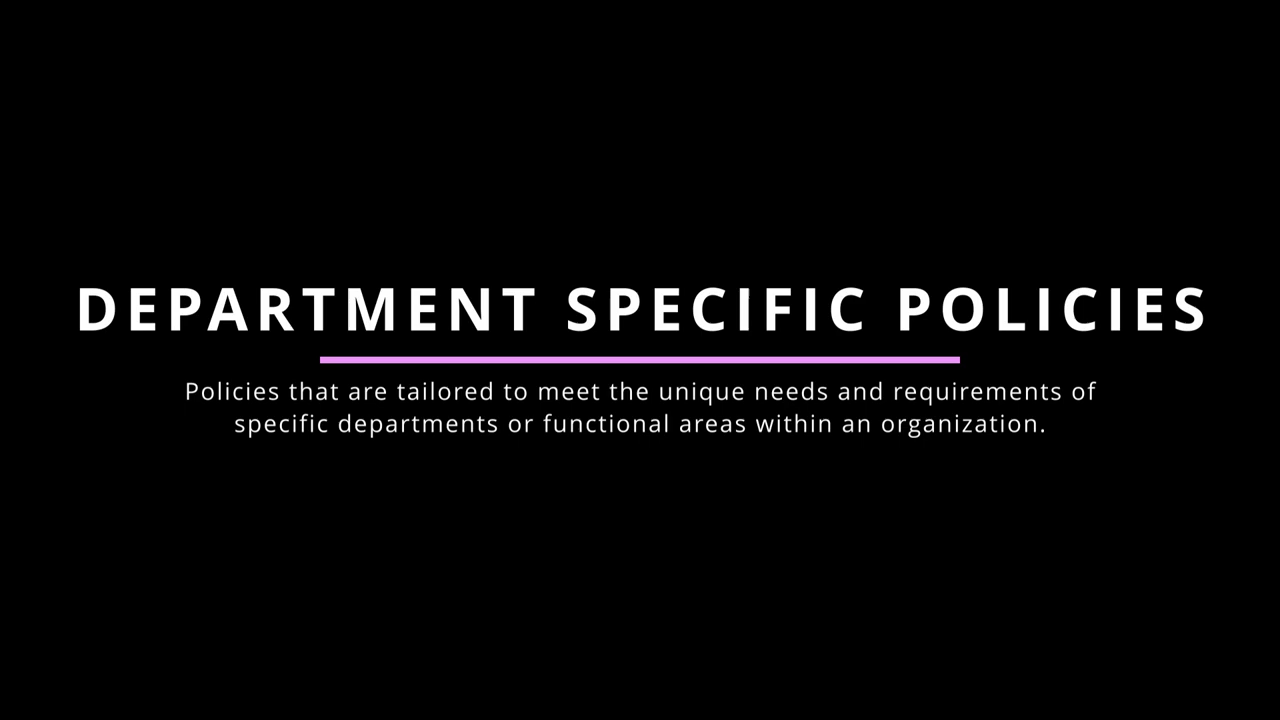 DEPARTMENT SPECIFIC POLICIES
Policies that are tailored to meet the unique needs and requirements of
specific departments or functional areas within an organization.